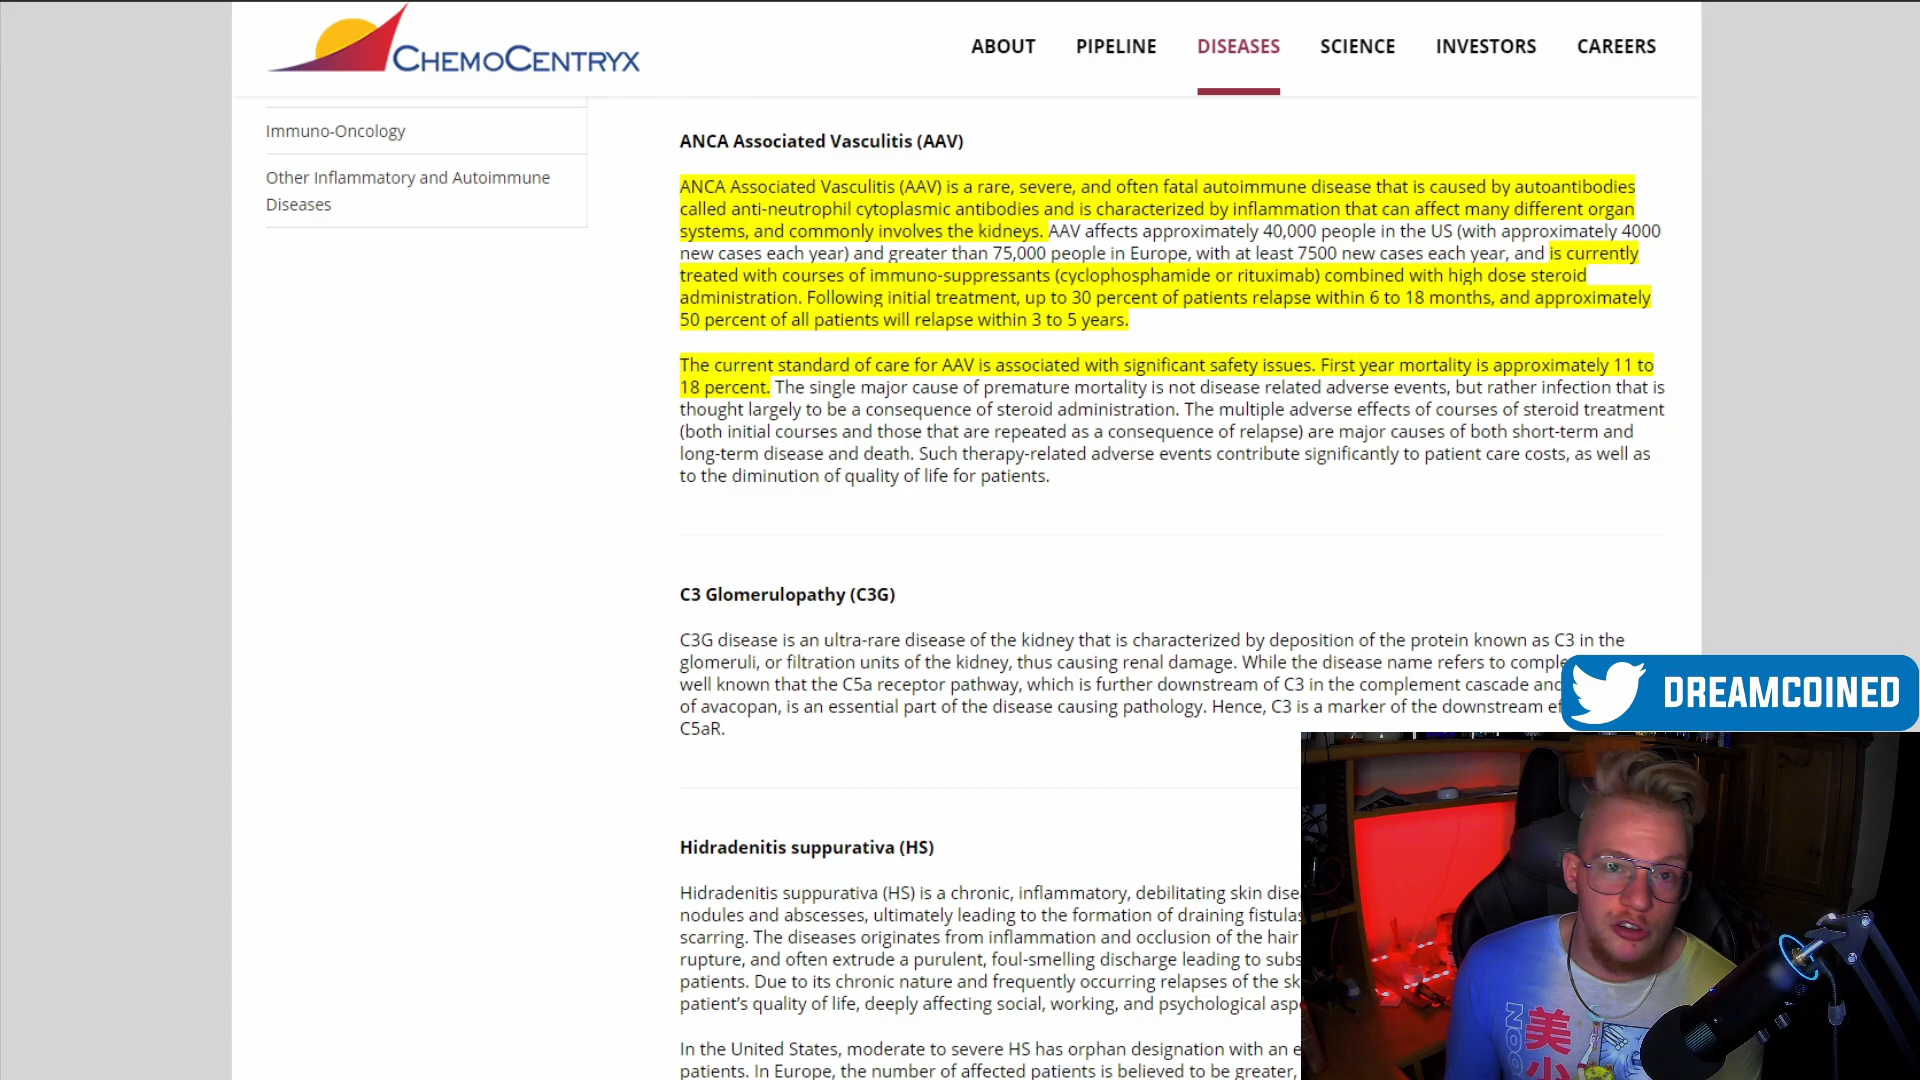 CHEMOCENTRYX
ABOUT PIPELINE DISEASES SCIENCE INVESTORS CAREERS
Immuno-Oncology
Other Inflammatory and Autoimmune
Diseases
ANCA Associated Vasculitis (AAV)
ANCA Associated Vasculitis (AAV) is a rare, severe, and often fatal autoimmune disease that is caused by autoantibodies
called anti-neutrophil cytoplasmic antibodies and is characterized by inflammation that can affect many different organ
systems, and commonly involves the kidneys. AAV affects approximately 40,000 people in the US (with approximately 4000
new cases each year) and greater than 75,000 people in Europe, with at least 7500 new cases each year, and is currently
treated with courses of immuno-suppressants (cyclophosphamide or rituximab) combined with high dose steroid
administration. Following initial treatment, up to 30 percent of patients relapse within 6 to 18 months, and approximately
50 percent of all patients will relapse within 3 to 5 years.
The current standard of care for AAV is associated with significant safety issues. First year mortality is approximately 11 to
18 percent. The single major cause of premature mortality is not disease related adverse events, but rather infection that is
thought largely to be a consequence of steroid administration. The multiple adverse effects of courses of steroid treatment
(both initial courses and those that are repeated as a consequence of relapse) are major causes of both short-term and
long-term disease and death. Such therapy-related adverse events contribute significantly to patient care costs, as well as
to the diminution of quality of life for patients.
C3 Glomerulopathy (C3G)
C3G disease is an ultra-rare disease of the kidney that is characterized by deposition of the protein known as C3 in the
glomeruli, or filtration units of the kidney, thus causing renal damage. While the disease name refers to comple
well known that the C5a receptor pathway, which is further downstream of C3 in the complement cascade and
of avacopan, is an essential part of the disease causing pathology. Hence, C3 is a marker of the downstream ef
C5aR.
DREAMCOINED
Hidradenitis suppurativa (HS)
Hidradenitis suppurativa (HS) is a chronic, inflammatory, debilitating skin dise
nodules and abscesses, ultimately leading to the formation of draining fistulas
scarring. The diseases originates from inflammation and occlusion of the hair
rupture, and often extrude a purulent, foul-smelling discharge leading to subs
patients. Due to its chronic nature and frequently occurring relapses of the sk
patient's quality of life, deeply affecting social, working, and psychological asp
In the United States, moderate to severe HS has orphan designation with an e
patients. In Europe, the number of affected patients is believed to be greater,
美
少